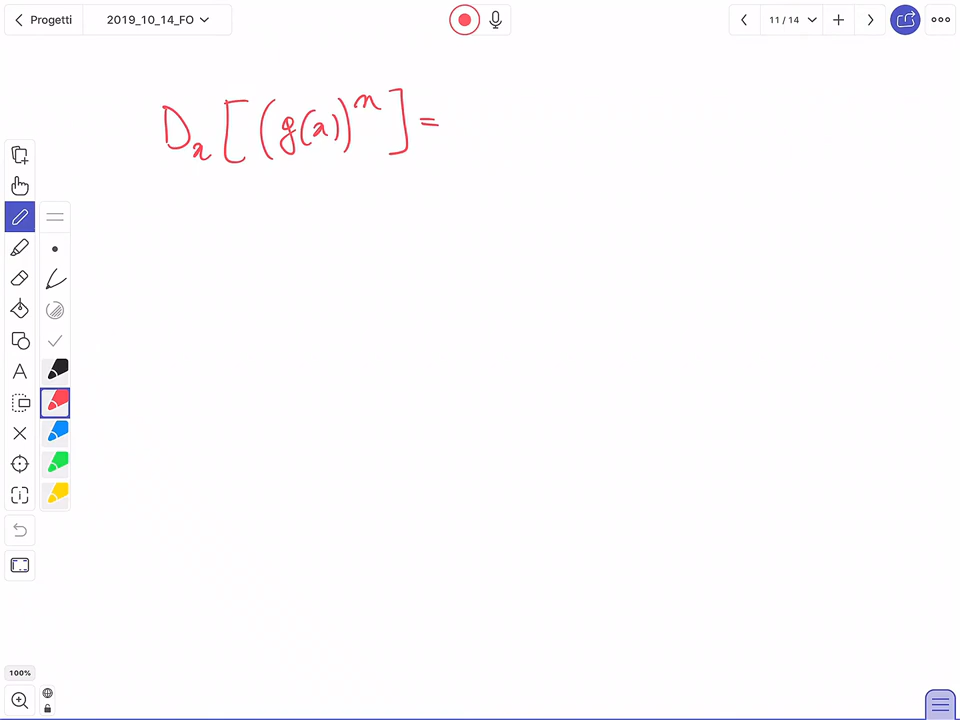 Progetti 2019_10_14_FO 11 / 14
Dₓ[(g(x))ⁿ] =
A
100%